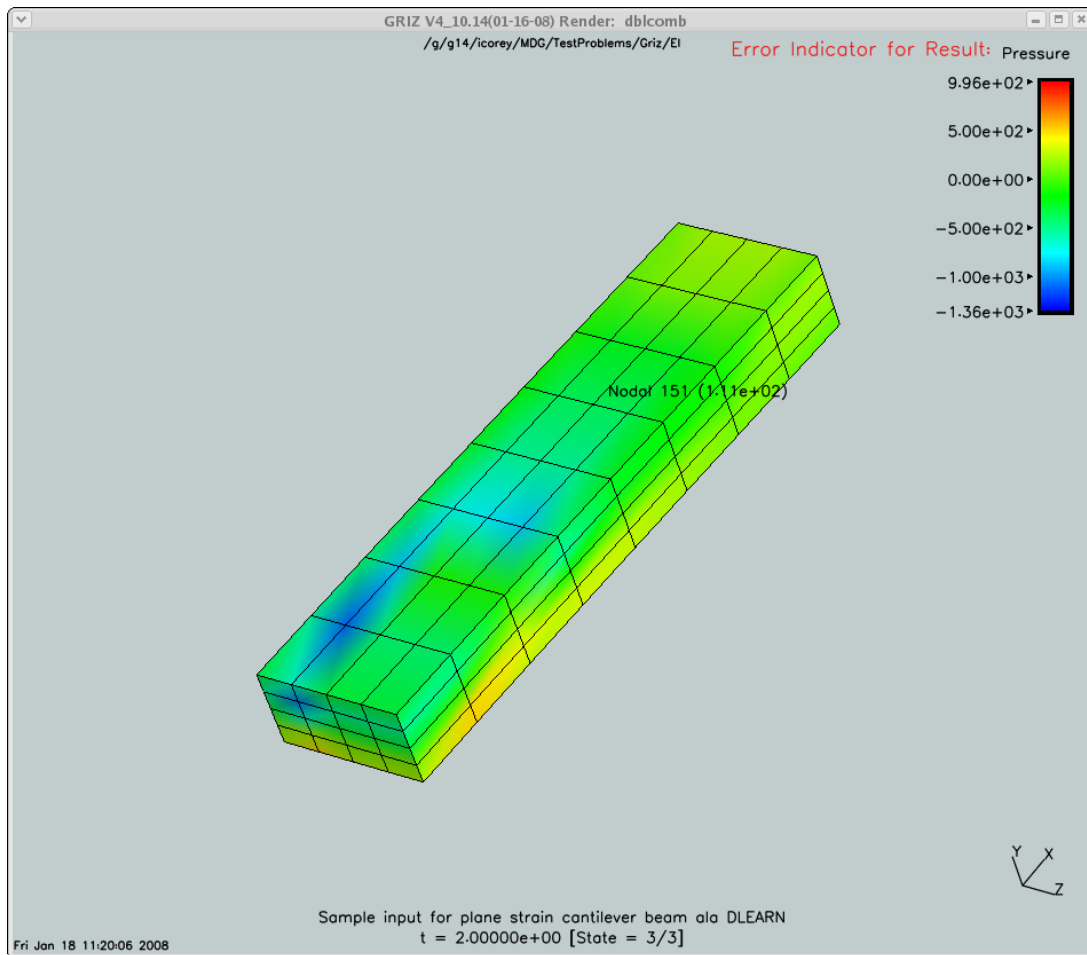 GRIZ V4_10.14(01-16-08) Render: dblcomb
/g/g14/icorey/MDG/TestProblems/Griz/EI
Error Indicator for Result: Pressure
9.96e+02
5.00e+02
0.00e+00
-5.00e+02
-1.00e+03
-1.36e+03
Nodal 151 (1.11e+02)
Y
X
Z
Sample input for plane strain cantilever beam ala DLEARN
t = 2.00000e+00 [State = 3/3]
Fri Jan 18 11:20:06 2008